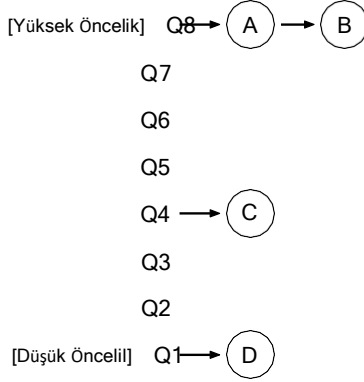 [Yüksek Öncelik] Q8 A B
Q7
Q6
Q5
Q4 C
Q3
Q2
[Düşük Öncelil] Q1 D